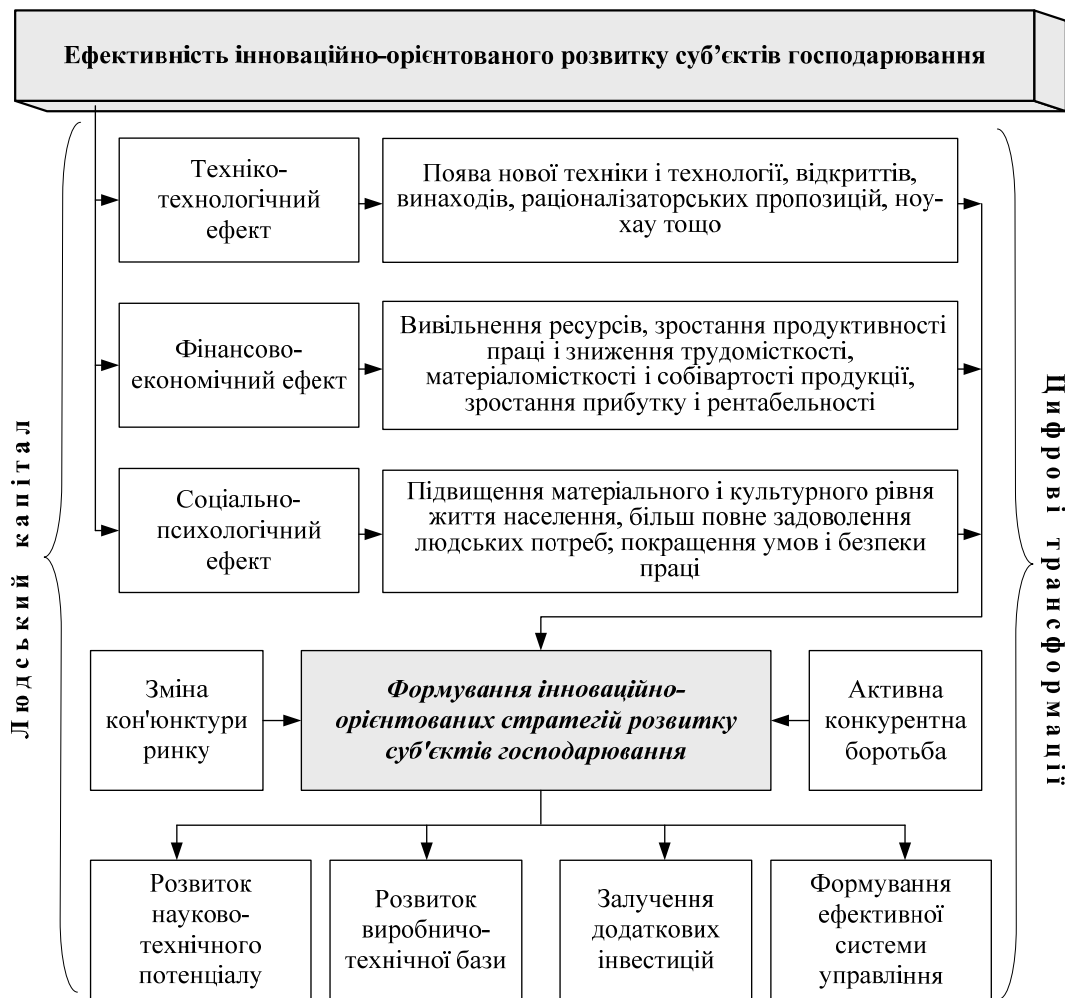 Ефективність інноваційно-орієнтованого розвитку суб’єктів господарювання
Техніко-
технологічний
ефект
Поява нової техніки і технології, відкриттів,
винаходів, раціоналізаторських пропозицій, ноу-
хау тощо
Фінансово-
економічний ефект
Вивільнення ресурсів, зростання продуктивності
праці і зниження трудомісткості,
матеріаломісткості і собівартості продукції,
зростання прибутку і рентабельності
Соціально-
психологічний
ефект
Підвищення матеріального і культурного рівня
життя населення, більш повне задоволення
людських потреб; покращення умов і безпеки
праці
Людський капітал
Цифрові трансформації
Зміна
кон'юнктури
ринку
Формування інноваційно-
орієнтованих стратегій розвитку
суб'єктів господарювання
Активна
конкурентна
боротьба
Розвиток
науково-
технічного
потенціалу
Розвиток
виробничо-
технічної бази
Залучення
додаткових
інвестицій
Формування
ефективної
системи
управління